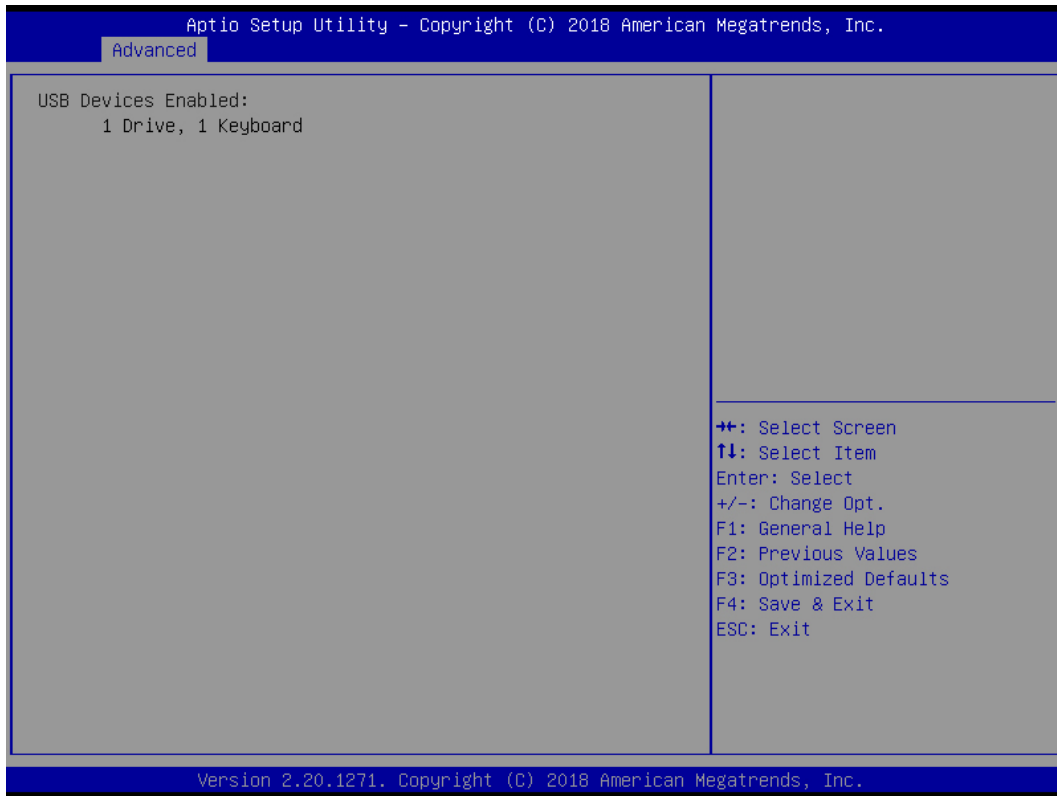 Aptio Setup Utility – Copyright (C) 2018 American Megatrends, Inc.
Advanced
USB Devices Enabled:
1 Drive, 1 Keyboard
→←: Select Screen
↑↓: Select Item
Enter: Select
+/-: Change Opt.
F1: General Help
F2: Previous Values
F3: Optimized Defaults
F4: Save & Exit
ESC: Exit
Version 2.20.1271. Copyright (C) 2018 American Megatrends, Inc.